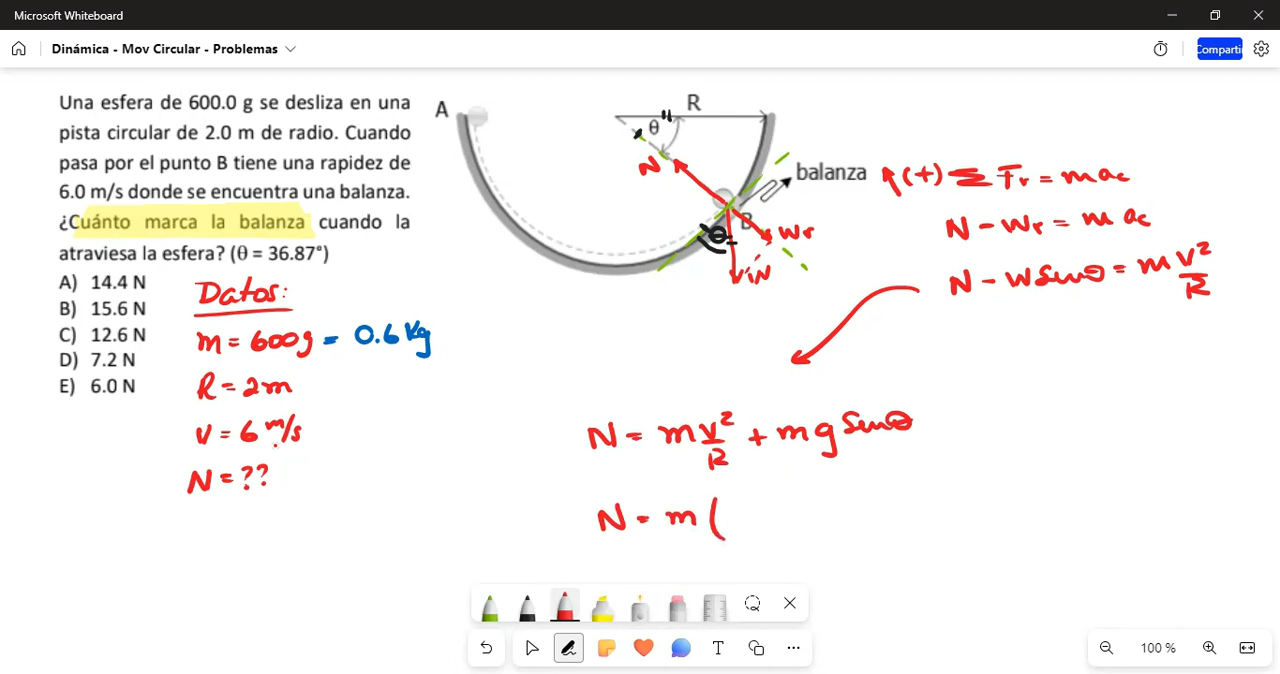 Microsoft Whiteboard
Dinámica - Mov Circular - Problemas
Compartir
Una esfera de 600.0 g se desliza en una
pista circular de 2.0 m de radio. Cuando
pasa por el punto B tiene una rapidez de
6.0 m/s donde se encuentra una balanza.
¿Cuánto marca la balanza cuando la
atraviesa la esfera? (θ = 36.87°)
A) 14.4 N
B) 15.6 N
C) 12.6 N
D) 7.2 N
E) 6.0 N
Datos:
m = 600g = 0.6 Kg
R = 2m
V = 6 m/s
N = ??
A
R
θ
N
balanza
B
Wr
θ
W
(+) Σ Fr = mac
N - Wr = m ac
N - W Senθ = m V²/R
N = m V²/R + mg Senθ
N = m (
100 %